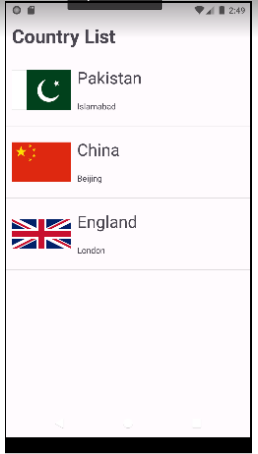 2:49
Country List
Pakistan
Islamabad
China
Beijing
England
London